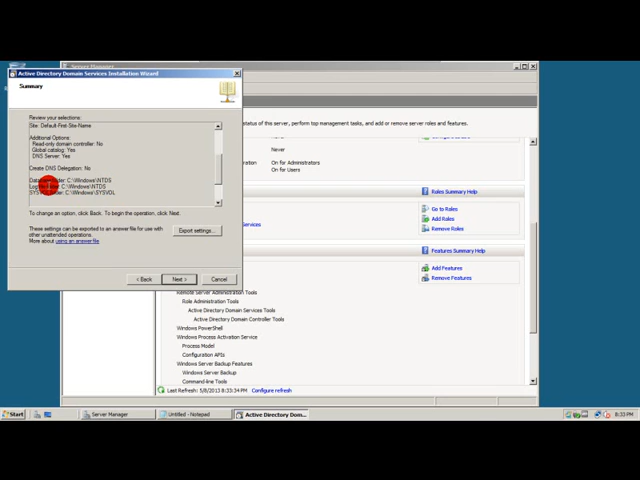 Server Manager
Active Directory Domain Services Installation Wizard
Summary
Review your selections:
Site: Default-First-Site-Name
Additional Options:
Read-only domain controller: No
Global catalog: Yes
DNS Server: Yes
Create DNS Delegation: No
C:\Windows\NTDS
C:\Windows\NTDS
C:\Windows\SYSVOL
To change an option, click Back. To begin the operation, click Next.
These settings can be exported to an answer file for use with
other unattended operations.
More about using an answer file
Export settings...
< Back
Next >
Cancel
status of this server, perform top management tasks, and add or remove server roles and features.
Never
On for Administrators
On for Users
Roles Summary Help
Go to Roles
Add Roles
Remove Roles
Features Summary Help
Add Features
Remove Features
Remote Server Administration Tools
Role Administration Tools
Active Directory Domain Services Tools
Active Directory Domain Controller Tools
Windows PowerShell
Windows Process Activation Service
Process Model
Configuration APIs
Windows Server Backup Features
Windows Server Backup
Command-line Tools
Last Refresh: 5/8/2013 8:33:34 PM
Configure refresh
Start
Server Manager
Untitled - Notepad
Active Directory Dom...
8:33 PM